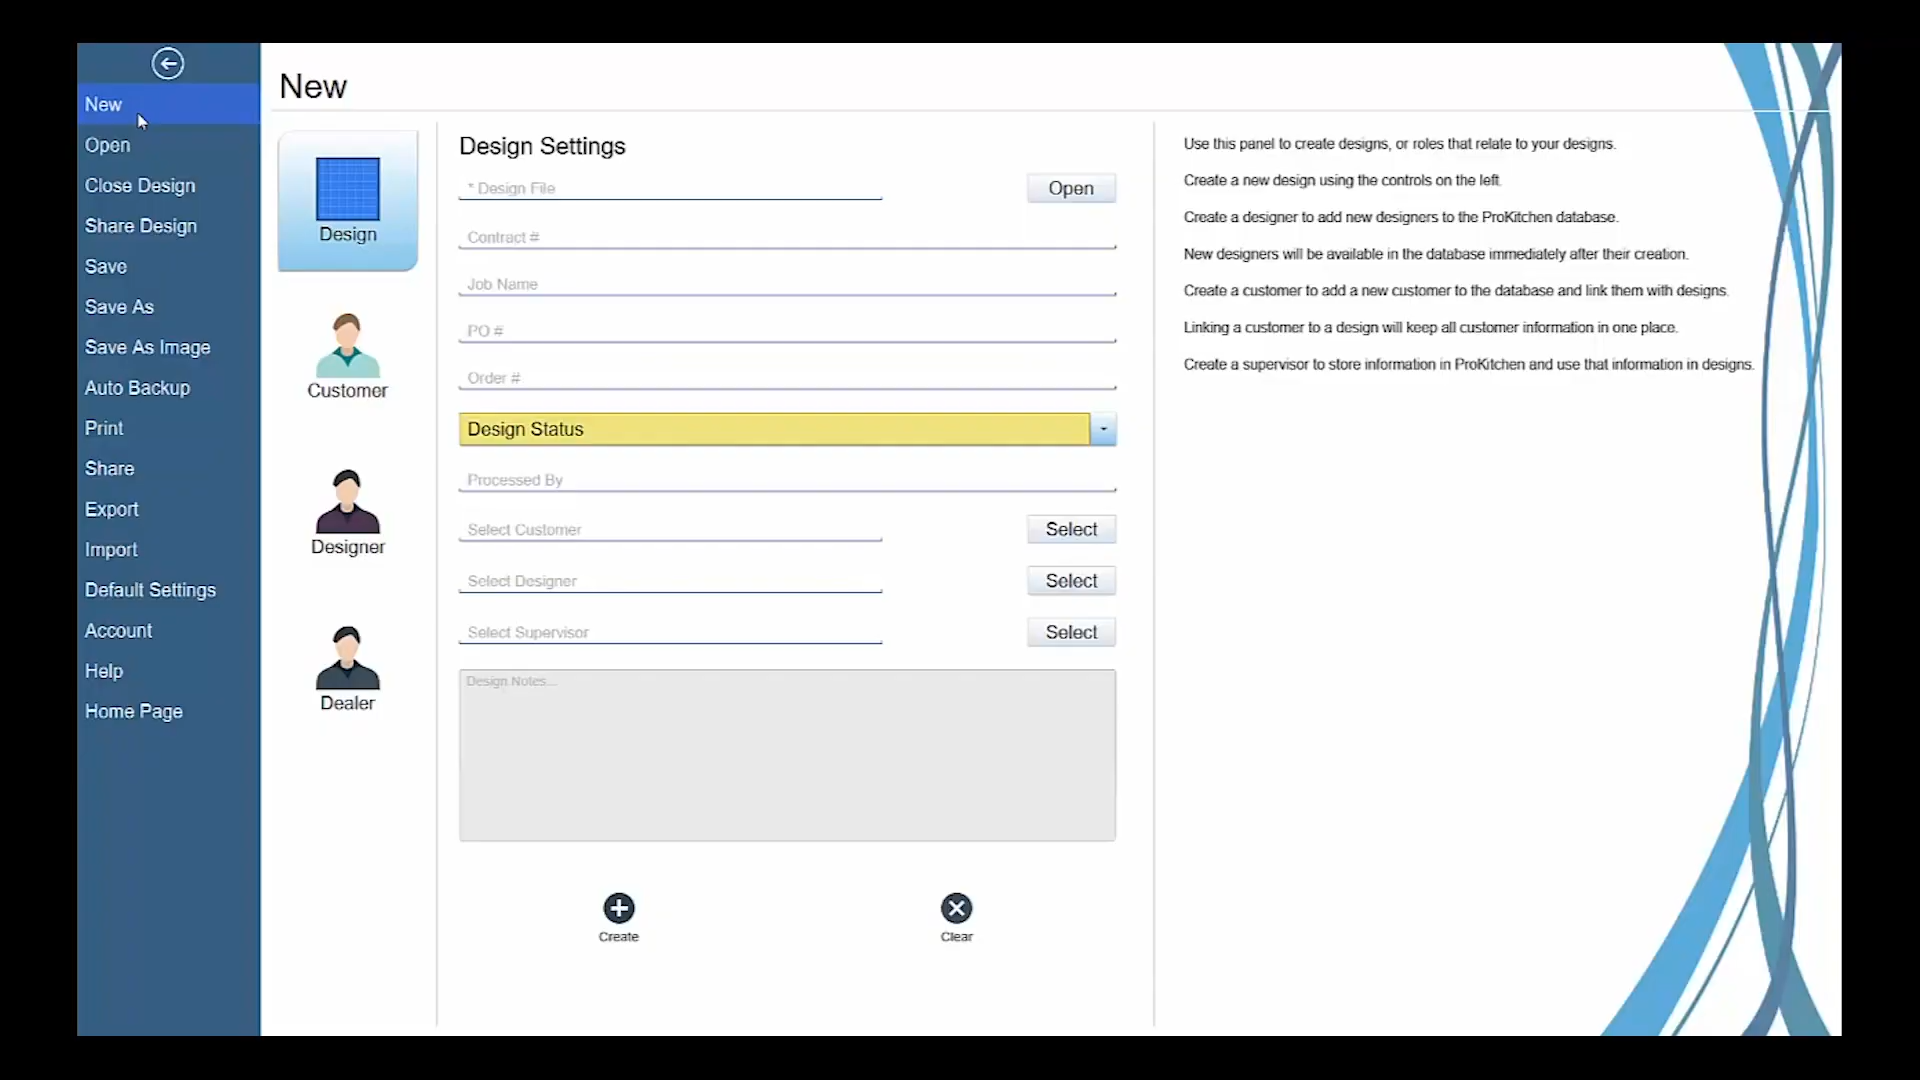 New
Open
Close Design
Share Design
Save
Save As
Save As Image
Auto Backup
Print
Share
Export
Import
Default Settings
Account
Help
Home Page
New
Design
Customer
Designer
Dealer
Design Settings
* Design File
Open
Contract #
Job Name
PO #
Order #
Design Status
Processed By
Select Customer
Select
Select Designer
Select
Select Supervisor
Select
Design Notes...
Create
Clear
Use this panel to create designs, or roles that relate to your designs.
Create a new design using the controls on the left.
Create a designer to add new designers to the ProKitchen database.
New designers will be available in the database immediately after their creation.
Create a customer to add a new customer to the database and link them with designs.
Linking a customer to a design will keep all customer information in one place.
Create a supervisor to store information in ProKitchen and use that information in designs.